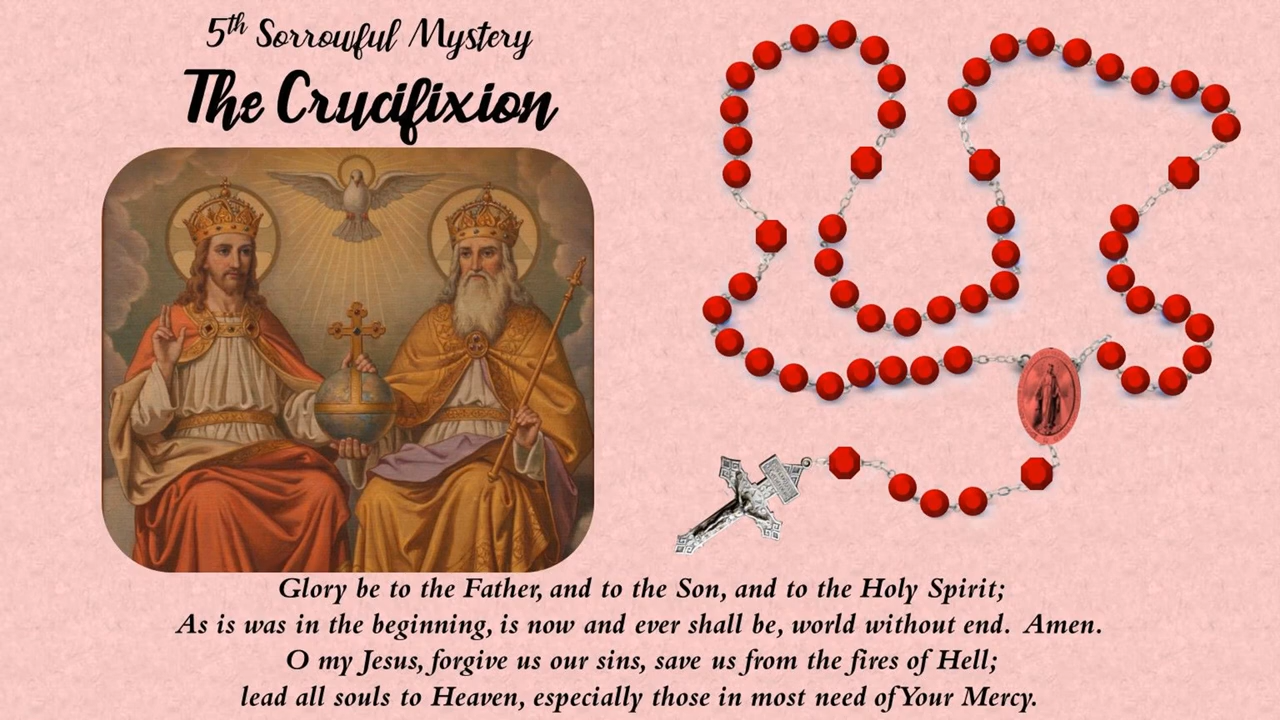 5th Sorrowful Mystery
The Crucifixion
Glory be to the Father, and to the Son, and to the Holy Spirit;
As is was in the beginning, is now and ever shall be, world without end. Amen.
O my Jesus, forgive us our sins, save us from the fires of Hell;
lead all souls to Heaven, especially those in most need of Your Mercy.